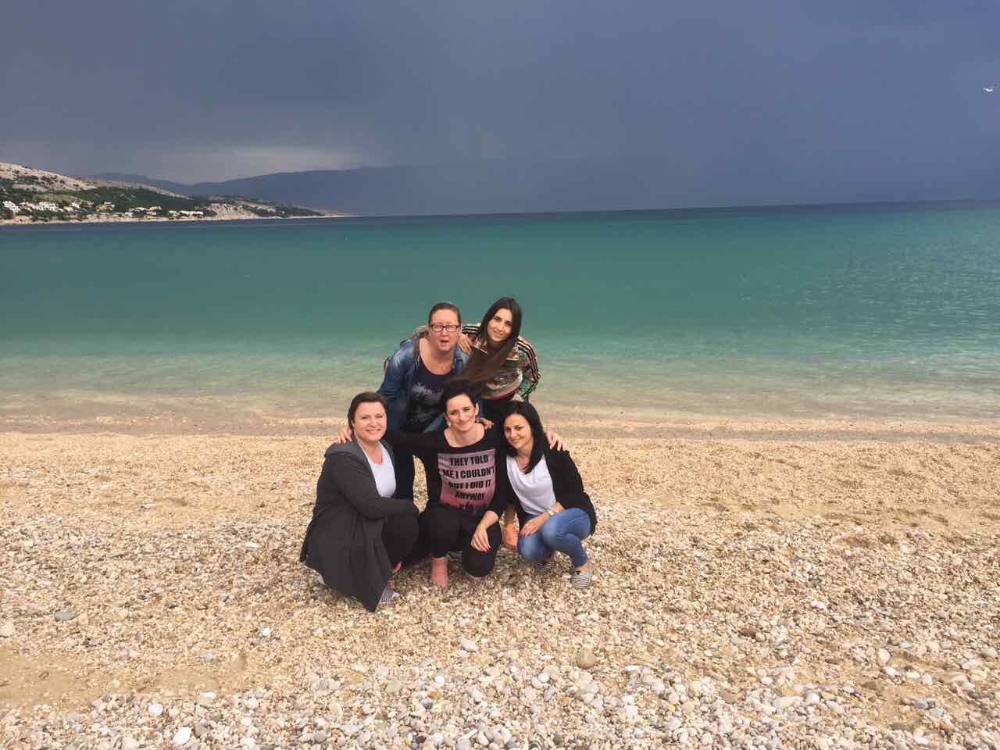 THEY TOLD
ME I COULDN'T
BUT I DID IT
ANYWAY